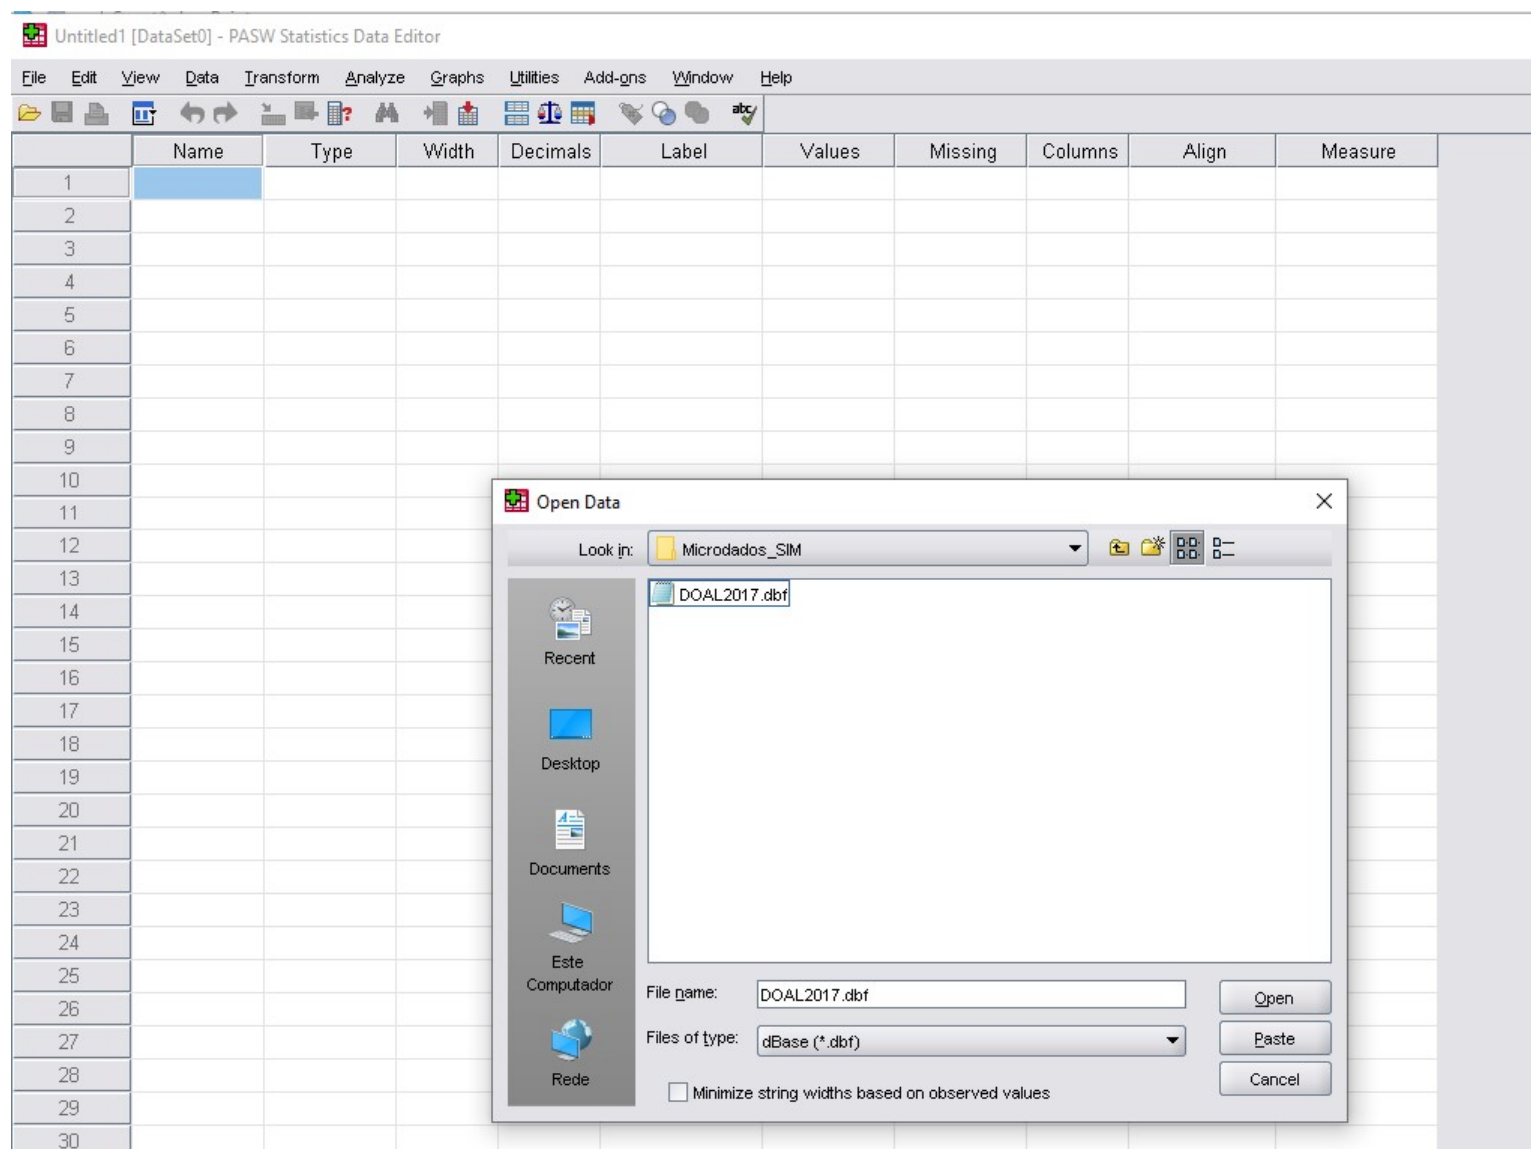 Untitled1 [DataSet0] - PASW Statistics Data Editor
File Edit View Data Transform Analyze Graphs Utilities Add-ons Window Help
abc
Name Type Width Decimals Label Values Missing Columns Align Measure
1
2
3
4
5
6
7
8
9
10
11
12
13
14
15
16
17
18
19
20
21
22
23
24
25
26
27
28
29
30
Open Data
Look in: Microdados_SIM
DOAL2017.dbf
Recent
Desktop
Documents
Este
Computador
Rede
File name: DOAL2017.dbf Open
Files of type: dBase (*.dbf) Paste
Minimize string widths based on observed values Cancel